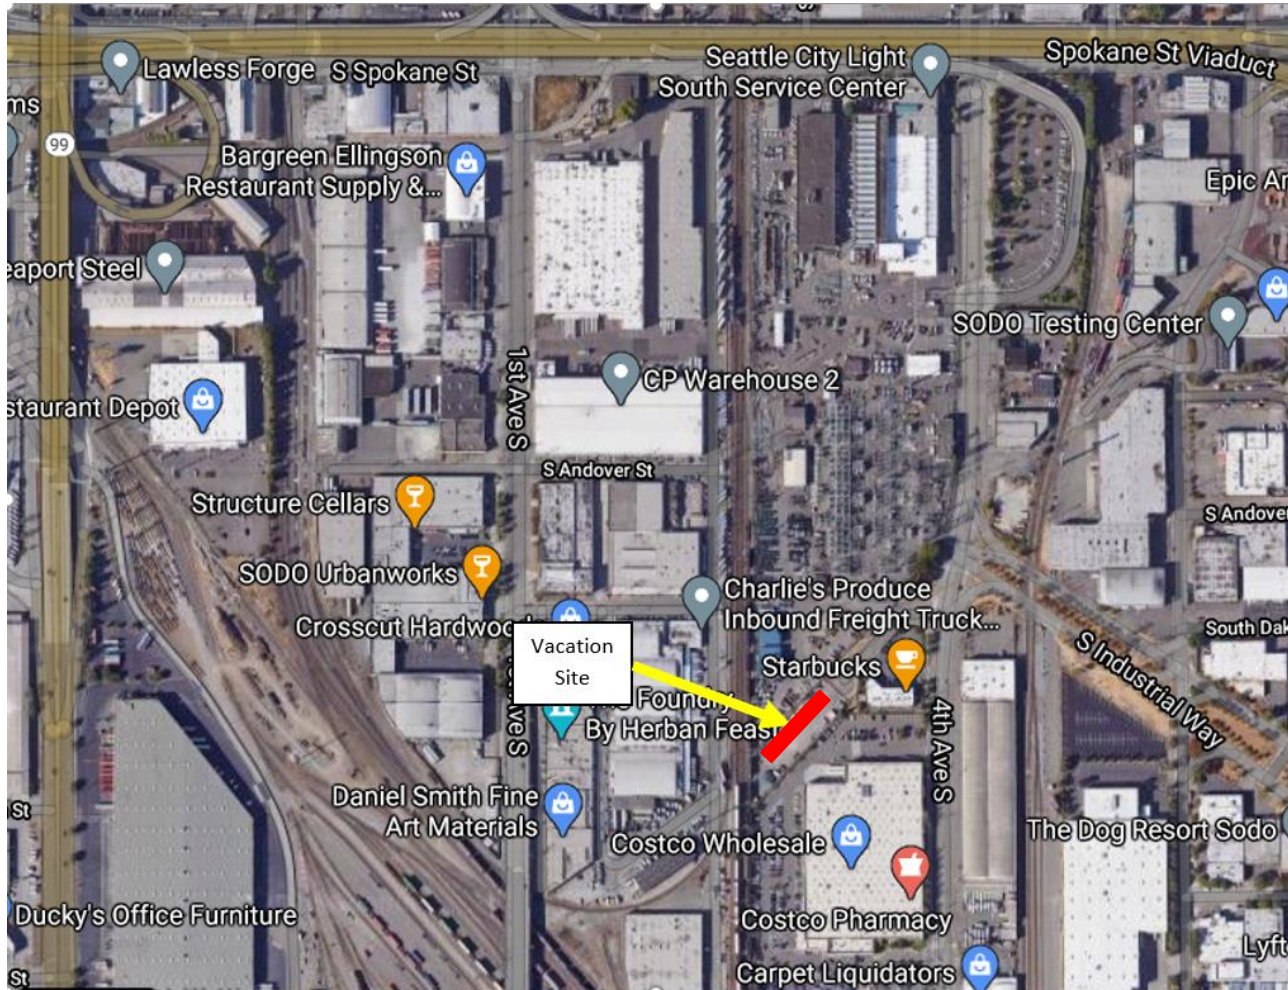 Lawless Forge
S Spokane St
Seattle City Light
South Service Center
Spokane St Viaduct
ms
99
Bargreen Ellingson
Restaurant Supply &...
Epic Ar
eaport Steel
SODO Testing Center
1st Ave S
CP Warehouse 2
staurant Depot
S Andover St
Structure Cellars
S Andover
SODO Urbanworks
Charlie's Produce
Inbound Freight Truck...
Crosscut Hardwoo
South Dak
Vacation
Site
Starbucks
S Industrial Way
Foundry
By Herban Feas
Ave S
4th Ave S
Daniel Smith Fine
Art Materials
St
Costco Wholesale
The Dog Resort Sodo
Ducky's Office Furniture
Costco Pharmacy
Lyft
Carpet Liquidators
St